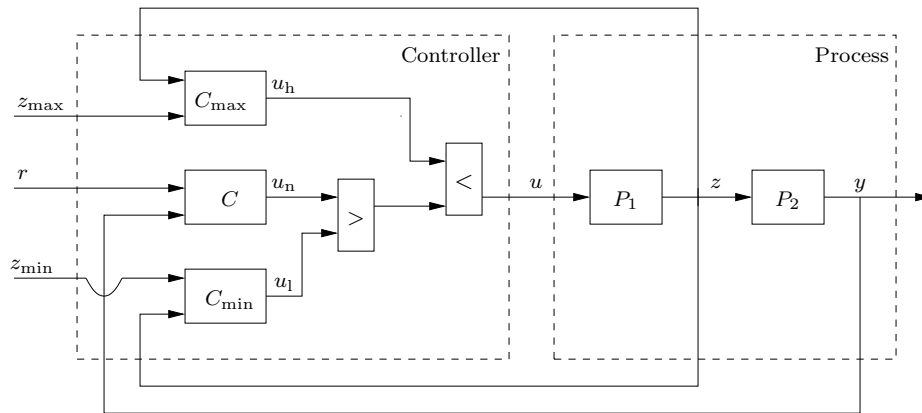 Controller
Process
z_max
C_max
u_h
r
C
u_n
>
<
u
P_1
z
P_2
y
z_min
C_min
u_l